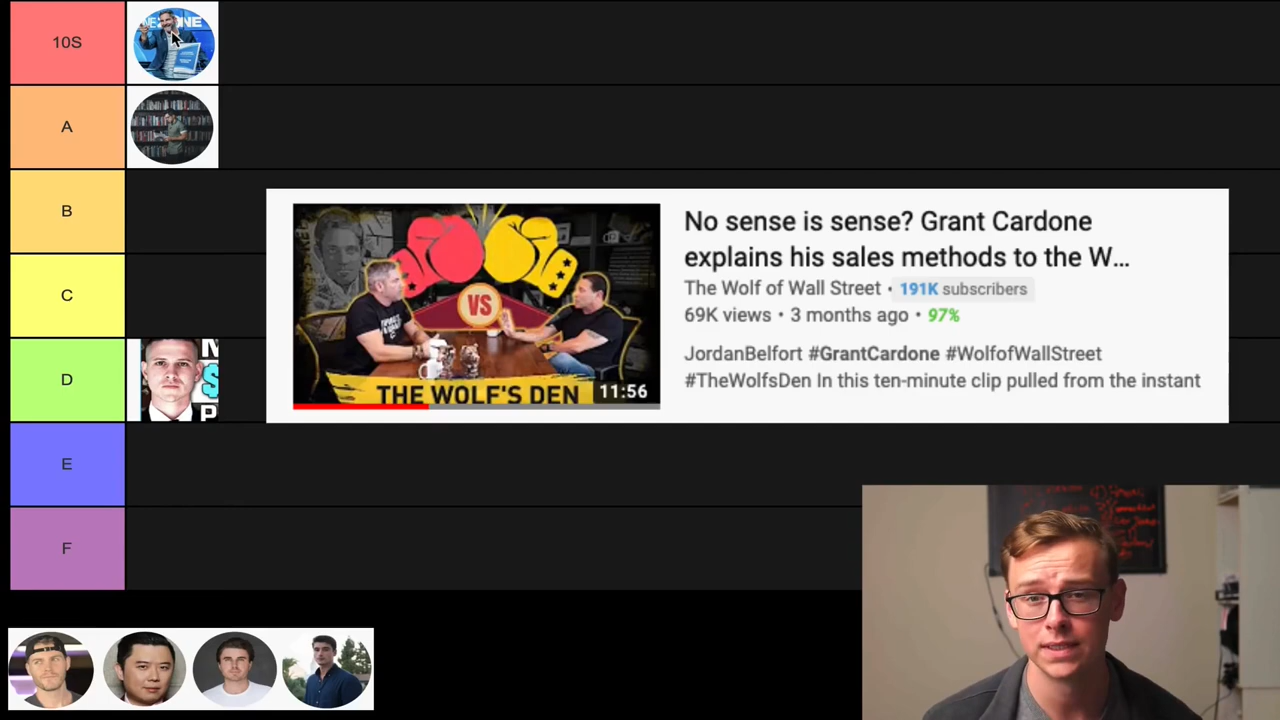 10S
A
B
C
D
E
F
No sense is sense? Grant Cardone
explains his sales methods to the W...
The Wolf of Wall Street • 191K subscribers
69K views • 3 months ago • 97%
JordanBelfort #GrantCardone #WolfofWallStreet
#TheWolfsDen In this ten-minute clip pulled from the instant
VS
THE WOLF'S DEN
11:56